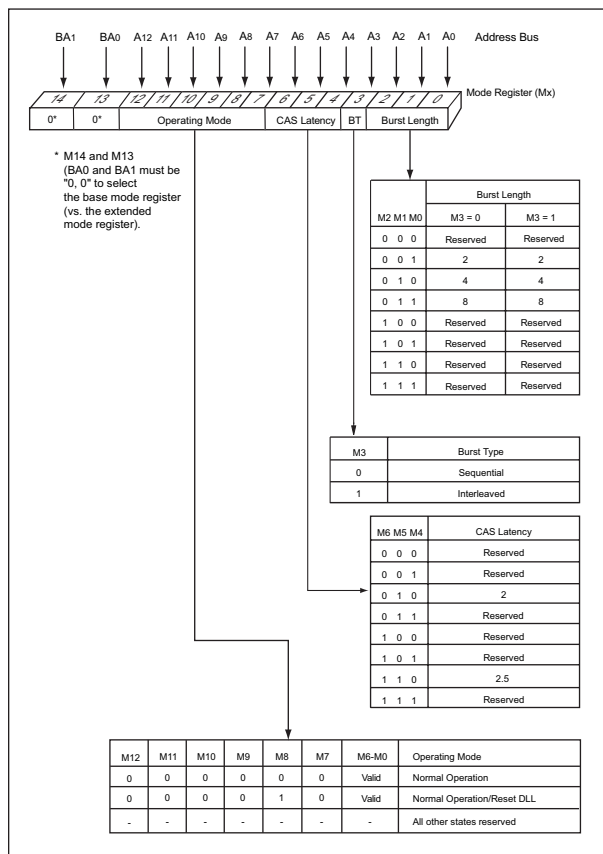 BA1 BA0 A12 A11 A10 A9 A8 A7 A6 A5 A4 A3 A2 A1 A0 Address Bus
Mode Register (Mx)
14 13 12 11 10 9 8 7 6 5 4 3 2 1 0
0* 0* Operating Mode CAS Latency BT Burst Length
* M14 and M13
(BA0 and BA1 must be
"0, 0" to select
the base mode register
(vs. the extended
mode register).
Burst Length
M2 M1 M0 M3 = 0 M3 = 1
0 0 0 Reserved Reserved
0 0 1 2 2
0 1 0 4 4
0 1 1 8 8
1 0 0 Reserved Reserved
1 0 1 Reserved Reserved
1 1 0 Reserved Reserved
1 1 1 Reserved Reserved
M3 Burst Type
0 Sequential
1 Interleaved
M6 M5 M4 CAS Latency
0 0 0 Reserved
0 0 1 Reserved
0 1 0 2
0 1 1 Reserved
1 0 0 Reserved
1 0 1 Reserved
1 1 0 2.5
1 1 1 Reserved
M12 M11 M10 M9 M8 M7 M6-M0 Operating Mode
0 0 0 0 0 0 Valid Normal Operation
0 0 0 0 1 0 Valid Normal Operation/Reset DLL
- - - - - - - All other states reserved